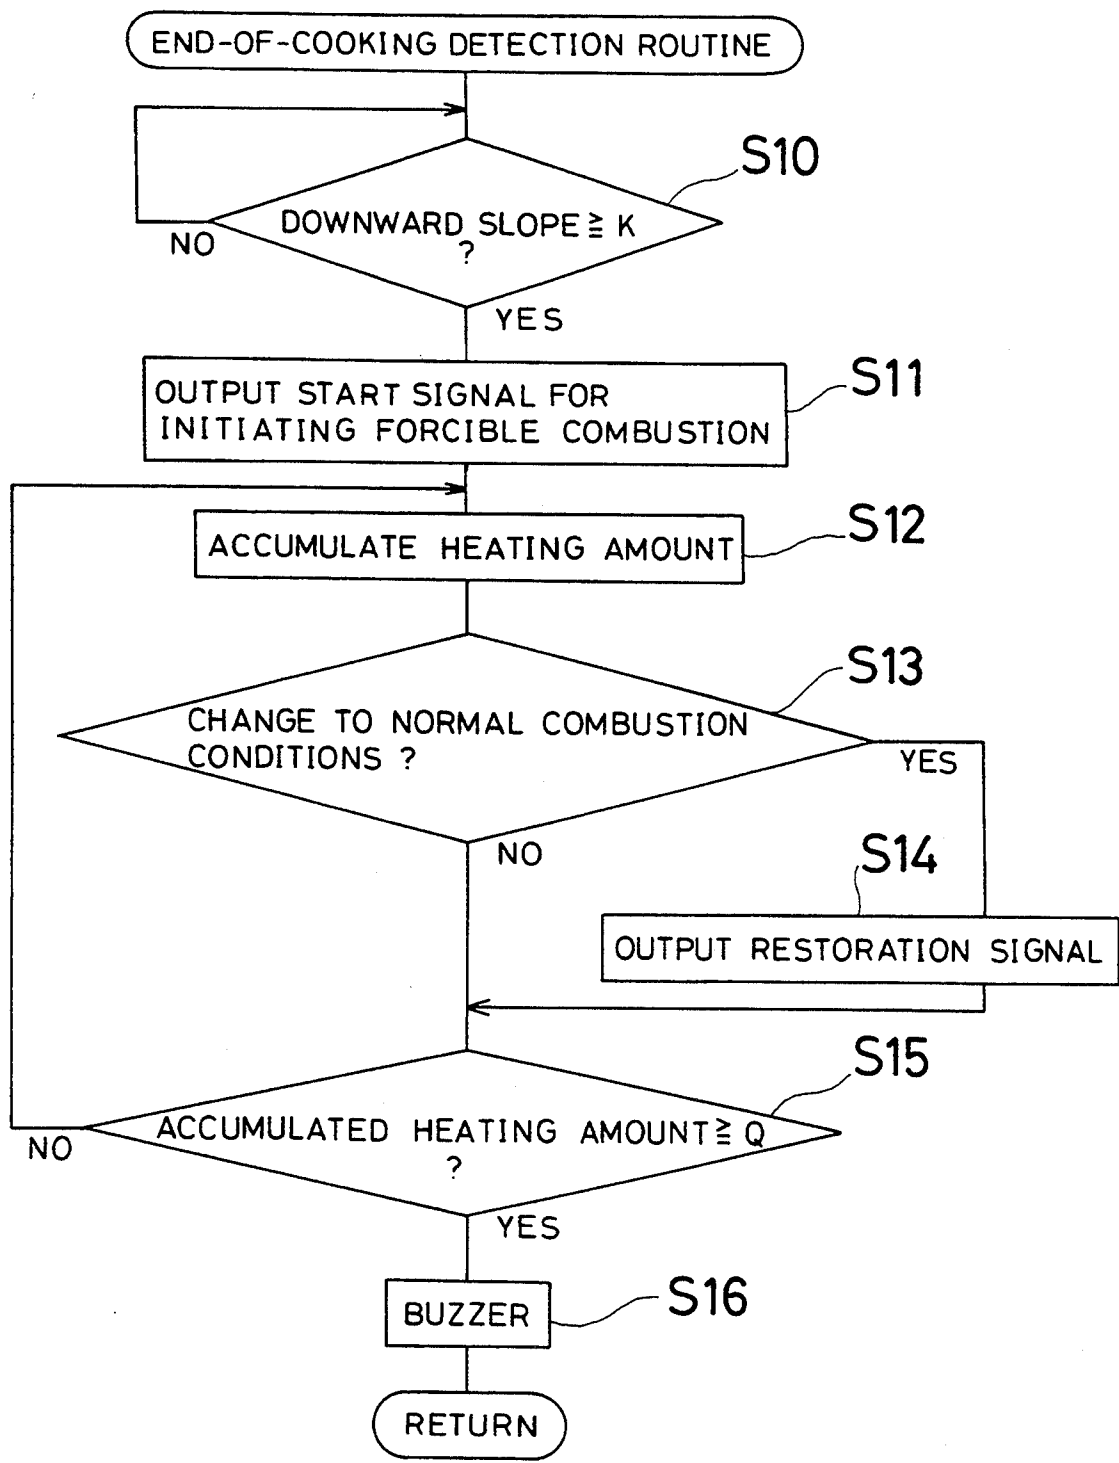 END-OF-COOKING DETECTION ROUTINE
S10
DOWNWARD SLOPE ≧ K
?
NO
YES
S11
OUTPUT START SIGNAL FOR
INITIATING FORCIBLE COMBUSTION
S12
ACCUMULATE HEATING AMOUNT
S13
CHANGE TO NORMAL COMBUSTION
CONDITIONS ?
YES
NO
S14
OUTPUT RESTORATION SIGNAL
S15
ACCUMULATED HEATING AMOUNT ≧ Q
?
NO
YES
S16
BUZZER
RETURN